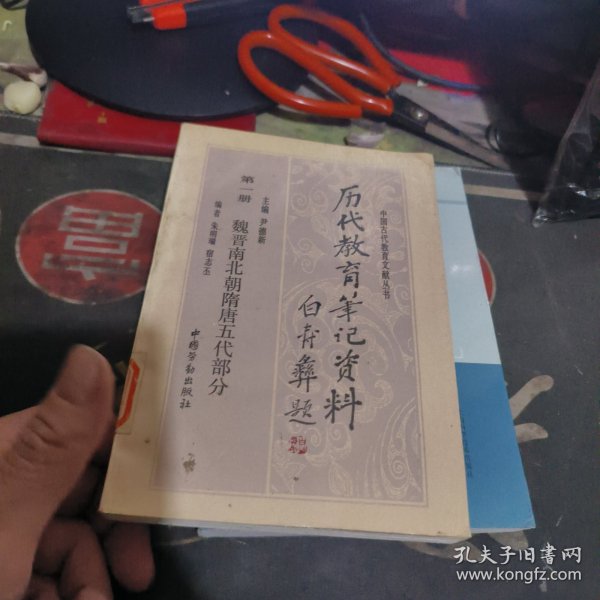 中国古代教育文献丛书
历代教育笔记资料
白寿彝题
主编 尹德新
第一册 魏晋南北朝隋唐五代部分
编者 朱明瑜 宿志丕
中国劳动出版社
孔夫子旧书网
www.kongfz.com